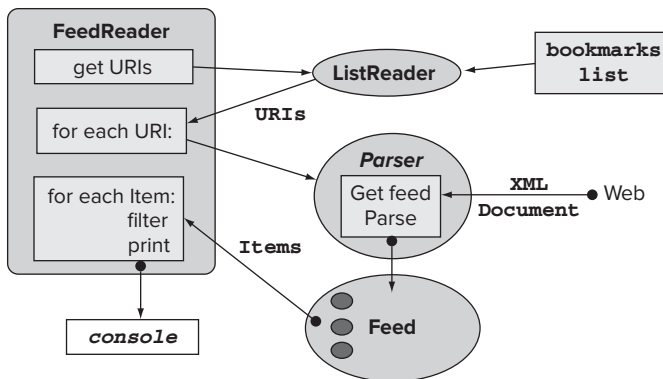 FeedReader
get URIs
ListReader
bookmarks
list
URIs
for each URI:
Parser
Get feed
Parse
XML
Document
Web
for each Item:
filter
print
Items
Feed
console